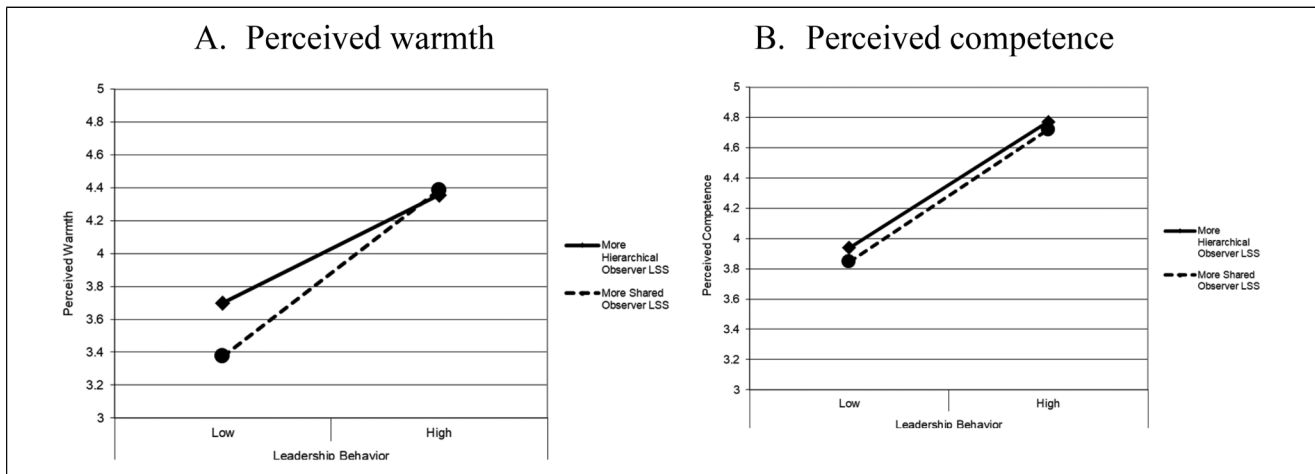 A. Perceived warmth
5
4.8
4.6
4.4
4.2
4
3.8
3.6
3.4
3.2
3
Perceived Warmth
Low
High
Leadership Behavior
More
Hierarchical
Observer LSS
More Shared
Observer LSS
B. Perceived competence
5
4.8
4.6
4.4
4.2
4
3.8
3.6
3.4
3.2
3
Perceived Competence
Low
High
Leadership Behavior
More
Hierarchical
Observer LSS
More Shared
Observer LSS